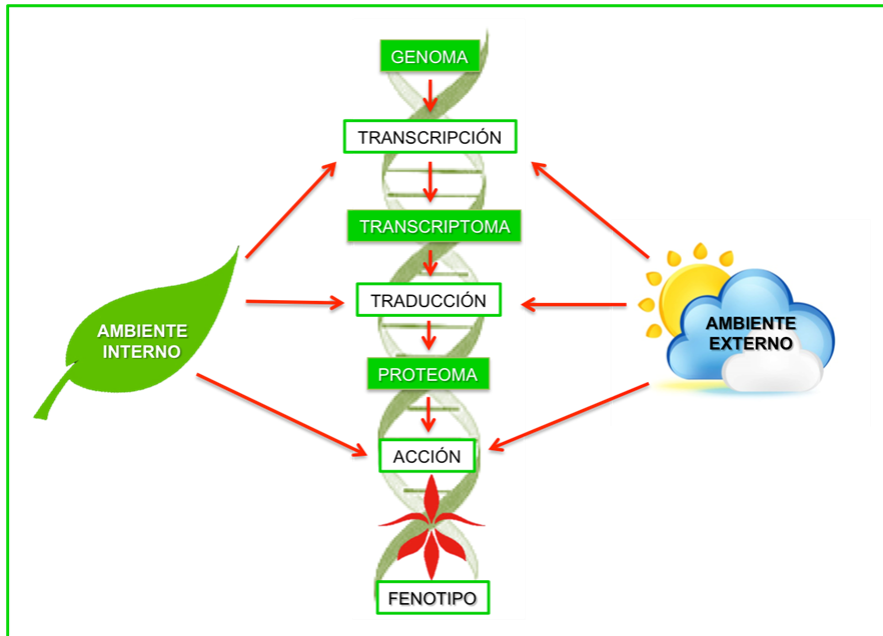 GENOMA
TRANSCRIPCIÓN
TRANSCRIPTOMA
TRADUCCIÓN
AMBIENTE
INTERNO
AMBIENTE
EXTERNO
PROTEOMA
ACCIÓN
FENOTIPO